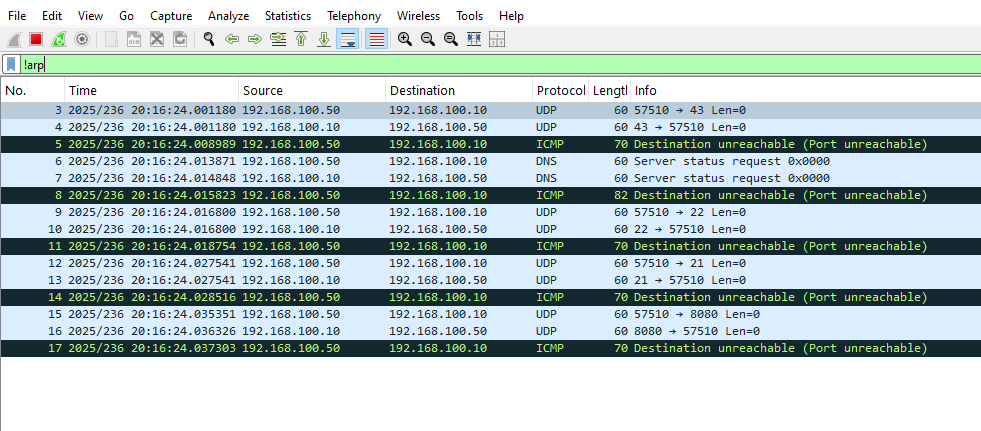 File Edit View Go Capture Analyze Statistics Telephony Wireless Tools Help
!arp
No. Time Source Destination Protocol Lengtl Info
3 2025/236 20:16:24.001180 192.168.100.50 192.168.100.10 UDP 60 57510 → 43 Len=0
4 2025/236 20:16:24.001180 192.168.100.10 192.168.100.50 UDP 60 43 → 57510 Len=0
5 2025/236 20:16:24.008989 192.168.100.50 192.168.100.10 ICMP 70 Destination unreachable (Port unreachable)
6 2025/236 20:16:24.013871 192.168.100.50 192.168.100.10 DNS 60 Server status request 0x0000
7 2025/236 20:16:24.014848 192.168.100.10 192.168.100.50 DNS 60 Server status request 0x0000
8 2025/236 20:16:24.015823 192.168.100.50 192.168.100.10 ICMP 82 Destination unreachable (Port unreachable)
9 2025/236 20:16:24.016800 192.168.100.50 192.168.100.10 UDP 60 57510 → 22 Len=0
10 2025/236 20:16:24.016800 192.168.100.10 192.168.100.50 UDP 60 22 → 57510 Len=0
11 2025/236 20:16:24.018754 192.168.100.50 192.168.100.10 ICMP 70 Destination unreachable (Port unreachable)
12 2025/236 20:16:24.027541 192.168.100.50 192.168.100.10 UDP 60 57510 → 21 Len=0
13 2025/236 20:16:24.027541 192.168.100.10 192.168.100.50 UDP 60 21 → 57510 Len=0
14 2025/236 20:16:24.028516 192.168.100.50 192.168.100.10 ICMP 70 Destination unreachable (Port unreachable)
15 2025/236 20:16:24.035351 192.168.100.50 192.168.100.10 UDP 60 57510 → 8080 Len=0
16 2025/236 20:16:24.036326 192.168.100.10 192.168.100.50 UDP 60 8080 → 57510 Len=0
17 2025/236 20:16:24.037303 192.168.100.50 192.168.100.10 ICMP 70 Destination unreachable (Port unreachable)